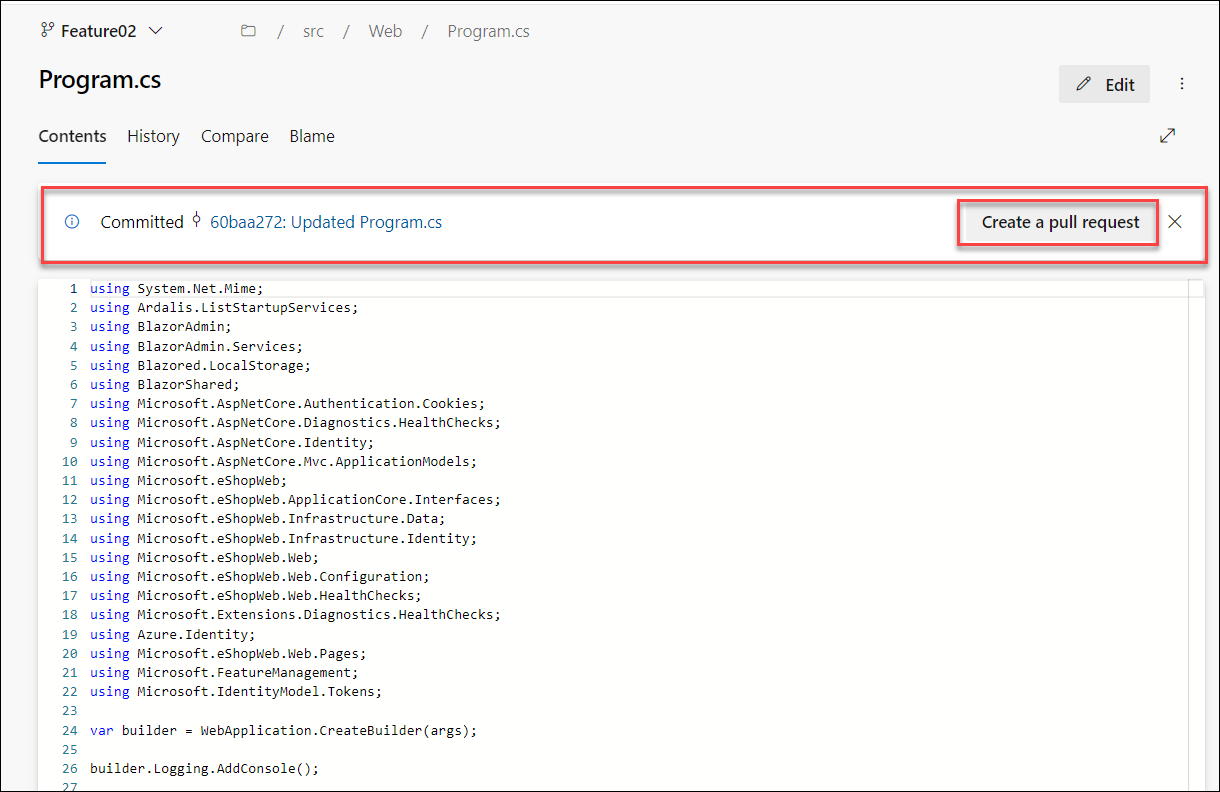 Feature02
/ src / Web / Program.cs
Program.cs
Edit
Contents History Compare Blame
Committed 60baa272: Updated Program.cs
Create a pull request
1 using System.Net.Mime;
2 using Ardalis.ListStartupServices;
3 using BlazorAdmin;
4 using BlazorAdmin.Services;
5 using Blazored.LocalStorage;
6 using BlazorShared;
7 using Microsoft.AspNetCore.Authentication.Cookies;
8 using Microsoft.AspNetCore.Diagnostics.HealthChecks;
9 using Microsoft.AspNetCore.Identity;
10 using Microsoft.AspNetCore.Mvc.ApplicationModels;
11 using Microsoft.eShopWeb;
12 using Microsoft.eShopWeb.ApplicationCore.Interfaces;
13 using Microsoft.eShopWeb.Infrastructure.Data;
14 using Microsoft.eShopWeb.Infrastructure.Identity;
15 using Microsoft.eShopWeb.Web;
16 using Microsoft.eShopWeb.Web.Configuration;
17 using Microsoft.eShopWeb.Web.HealthChecks;
18 using Microsoft.Extensions.Diagnostics.HealthChecks;
19 using Azure.Identity;
20 using Microsoft.eShopWeb.Web.Pages;
21 using Microsoft.FeatureManagement;
22 using Microsoft.IdentityModel.Tokens;
23
24 var builder = WebApplication.CreateBuilder(args);
25
26 builder.Logging.AddConsole();
27